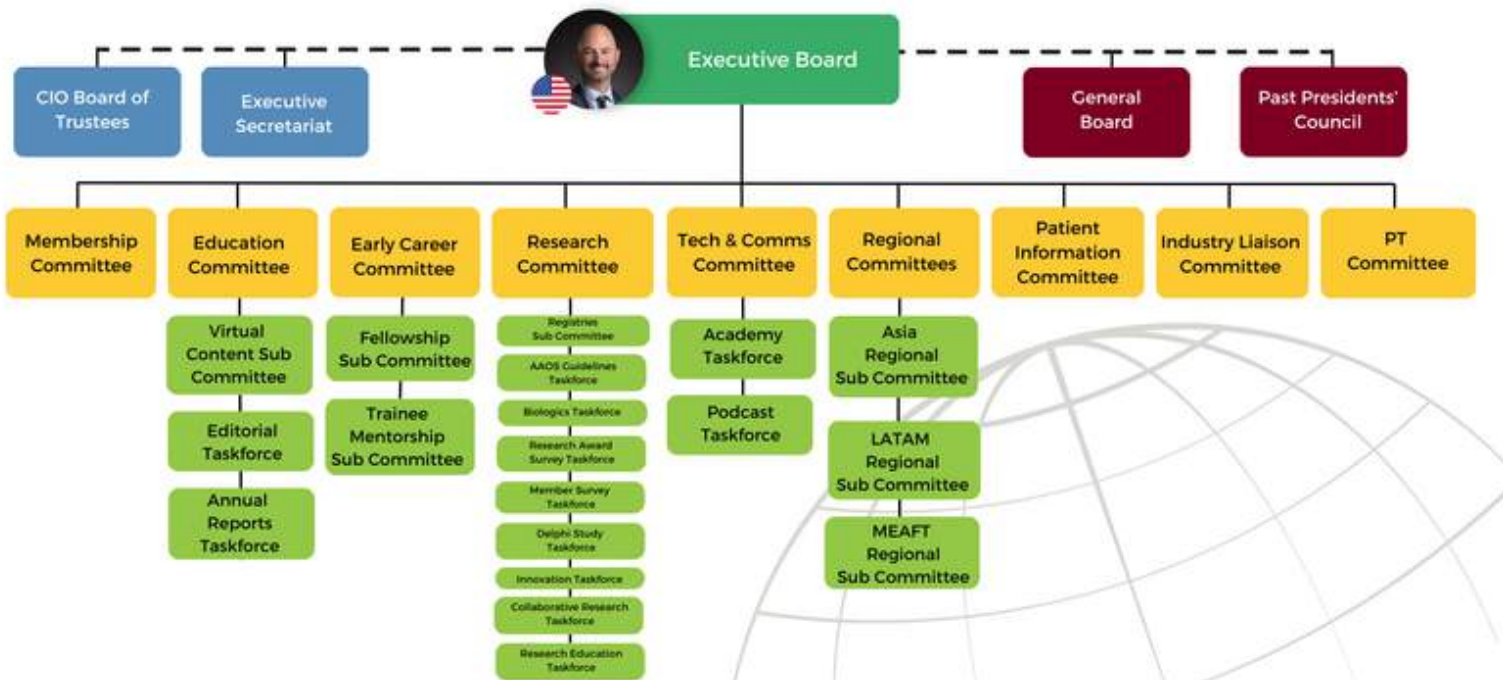 Executive Board
CIO Board of
Trustees
Executive
Secretariat
General
Board
Past Presidents'
Council
Membership
Committee
Education
Committee
Early Career
Committee
Research
Committee
Tech & Comms
Committee
Regional
Committees
Patient
Information
Committee
Industry Liaison
Committee
PT
Committee
Virtual
Content Sub
Committee
Editorial
Taskforce
Annual
Reports
Taskforce
Fellowship
Sub Committee
Trainee
Mentorship
Sub Committee
Registries
Sub Committee
AAOS Guidelines
Taskforce
Biologics Taskforce
Research Award
Survey Taskforce
Member Survey
Taskforce
Delphi Study
Taskforce
Innovation Taskforce
Collaborative Research
Taskforce
Research Education
Taskforce
Academy
Taskforce
Podcast
Taskforce
Asia
Regional
Sub Committee
LATAM
Regional
Sub Committee
MEAFT
Regional
Sub Committee